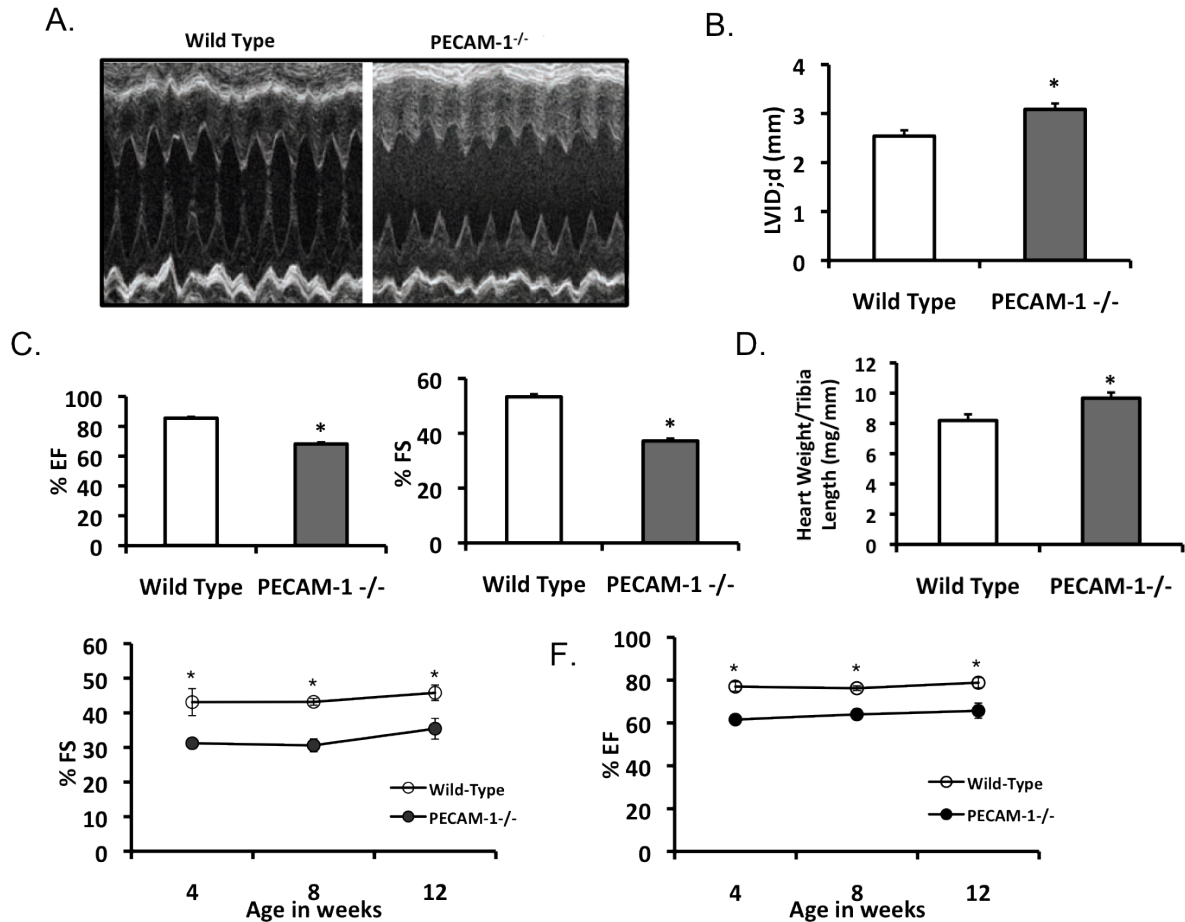 A.
Wild Type
PECAM-1-/-
B.
LVID;d (mm)
4
3
2
1
0
*
Wild Type
PECAM-1 -/-
C.
% EF
100
80
60
40
20
0
*
Wild Type
PECAM-1 -/-
% FS
60
40
20
0
*
Wild Type
PECAM-1 -/-
D.
Heart Weight/Tibia
Length (mg/mm)
12
10
8
6
4
2
0
*
Wild Type
PECAM-1-/-
% FS
60
50
40
30
20
10
0
*
*
*
Wild-Type
PECAM-1-/-
4
8
12
Age in weeks
F.
% EF
100
80
60
40
20
0
*
*
*
Wild-Type
PECAM-1-/-
4
8
12
Age in weeks